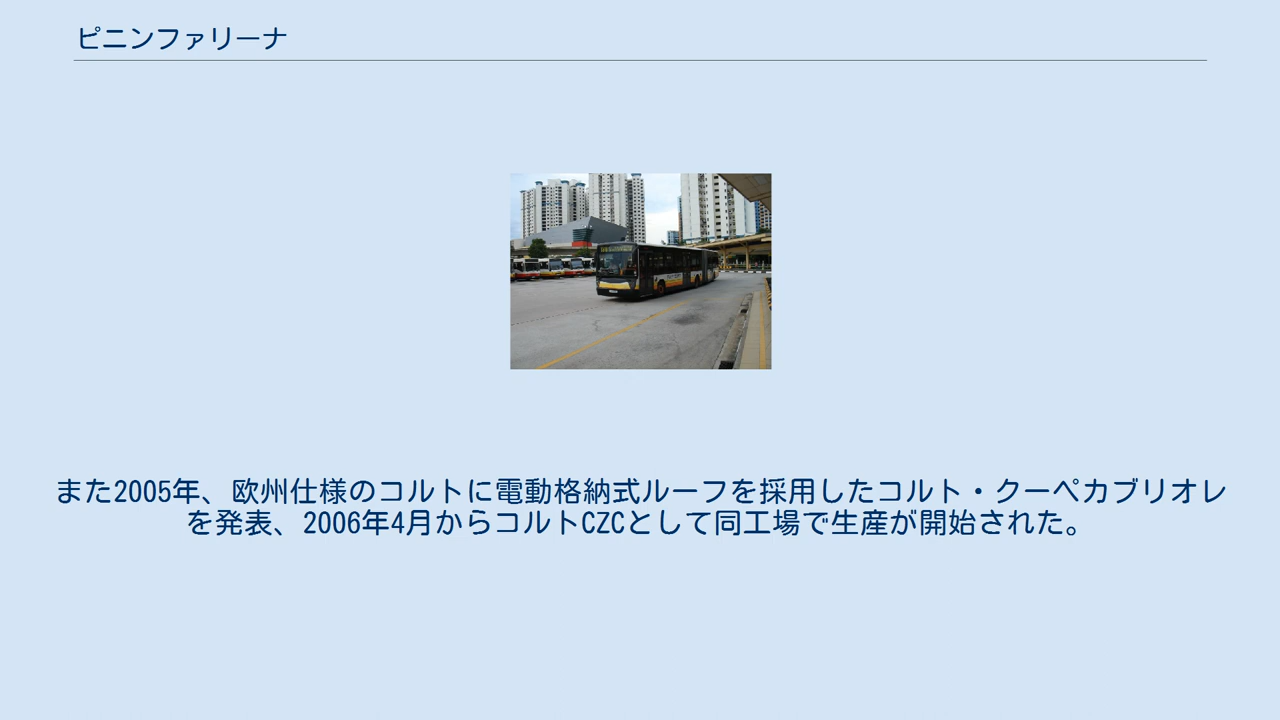 ピニンファリーナ
また2005年、欧州仕様のコルトに電動格納式ルーフを採用したコルト・クーペカブリオレ
を発表、2006年4月からコルトCZCとして同工場で生産が開始された。